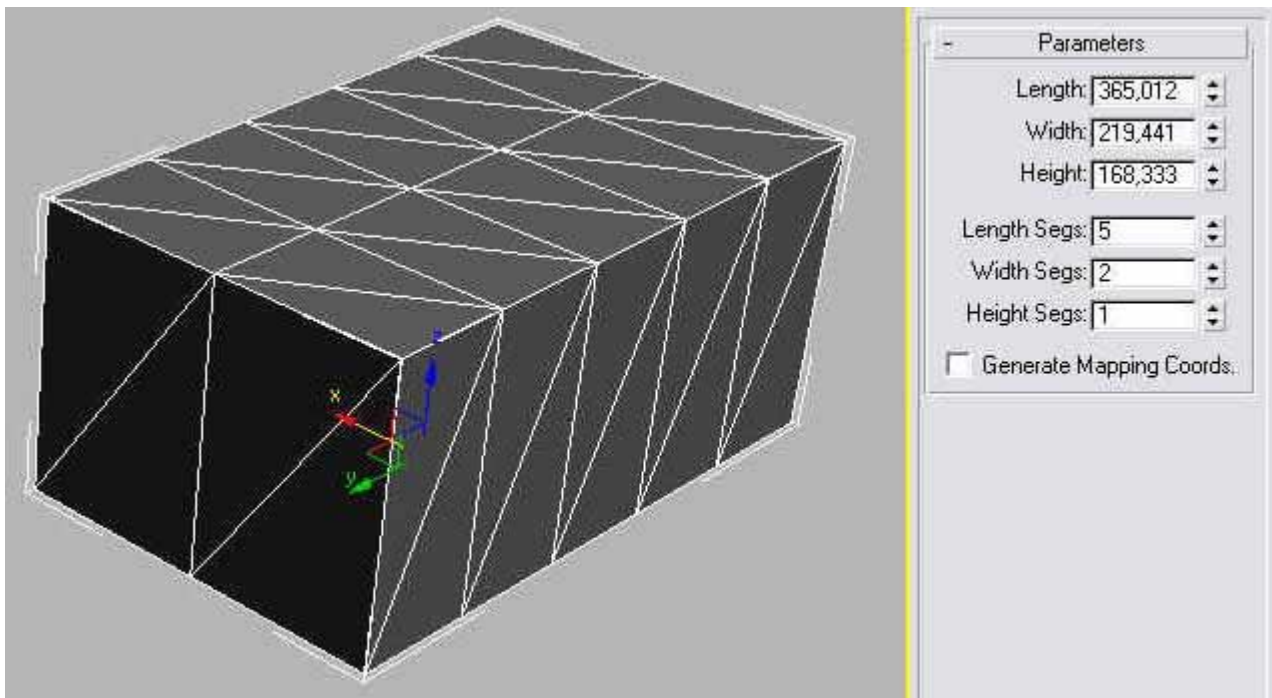 - Parameters
Length: 365,012
Width: 219,441
Height: 168,333
Length Segs: 5
Width Segs: 2
Height Segs: 1
Generate Mapping Coords.
z
x
y